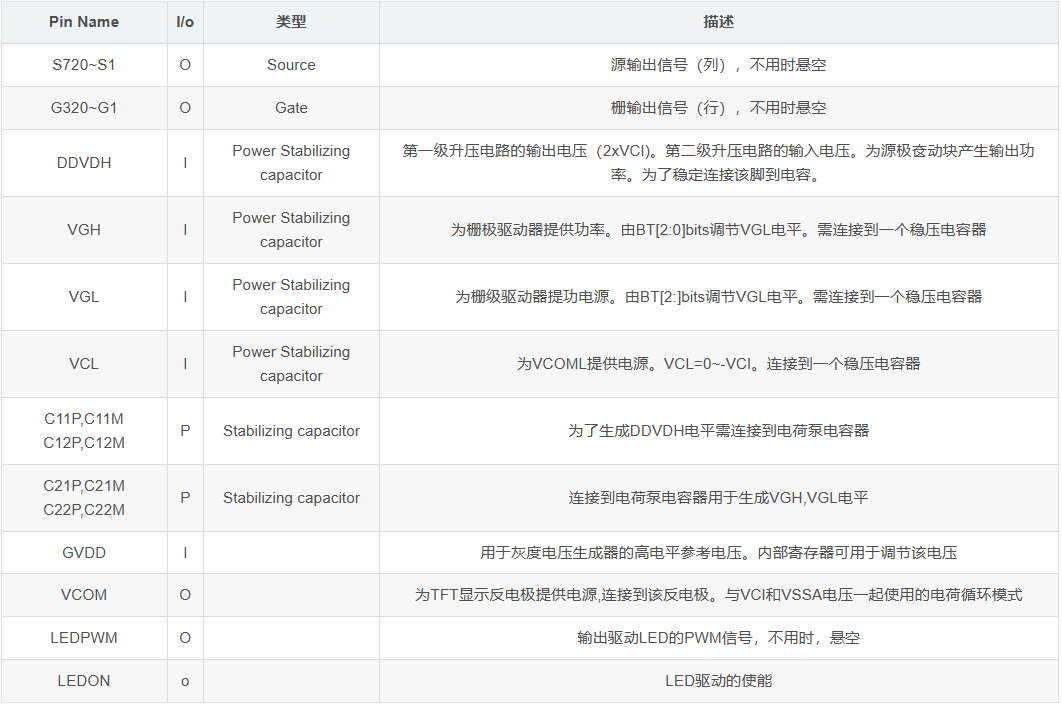 Pin Name I/o 类型 描述
S720~S1 O Source 源输出信号（列），不用时悬空
G320~G1 O Gate 栅输出信号（行），不用时悬空
DDVDH I Power Stabilizing capacitor 第一级升压电路的输出电压（2xVCI)。第二级升压电路的输入电压。为源极夿动块产生输出功
率。为了稳定连接该脚到电容。
VGH I Power Stabilizing capacitor 为栅极驱动器提供功率。由BT[2:0]bits调节VGL电平。需连接到一个稳压电容器
VGL I Power Stabilizing capacitor 为栅级驱动器提功电源。由BT[2:]bits调节VGL电平。需连接到一个稳压电容器
VCL I Power Stabilizing capacitor 为VCOML提供电源。VCL=0~-VCI。连接到一个稳压电容器
C11P,C11M
C12P,C12M P Stabilizing capacitor 为了生成DDVDH电平需连接到电荷泵电容器
C21P,C21M
C22P,C22M P Stabilizing capacitor 连接到电荷泵电容器用于生成VGH,VGL电平
GVDD I 用于灰度电压生成器的高电平参考电压。内部寄存器可用于调节该电压
VCOM O 为TFT显示反电极提供电源,连接到该反电极。与VCI和VSSA电压一起使用的电荷循环模式
LEDPWM O 输出驱动LED的PWM信号，不用时，悬空
LEDON o LED驱动的使能